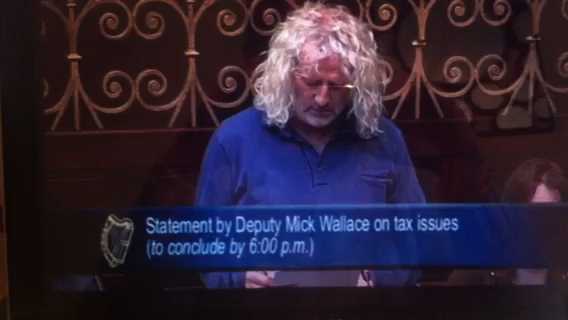 Statement by Deputy Mick Wallace on tax issues
(to conclude by 6:00 p.m.)